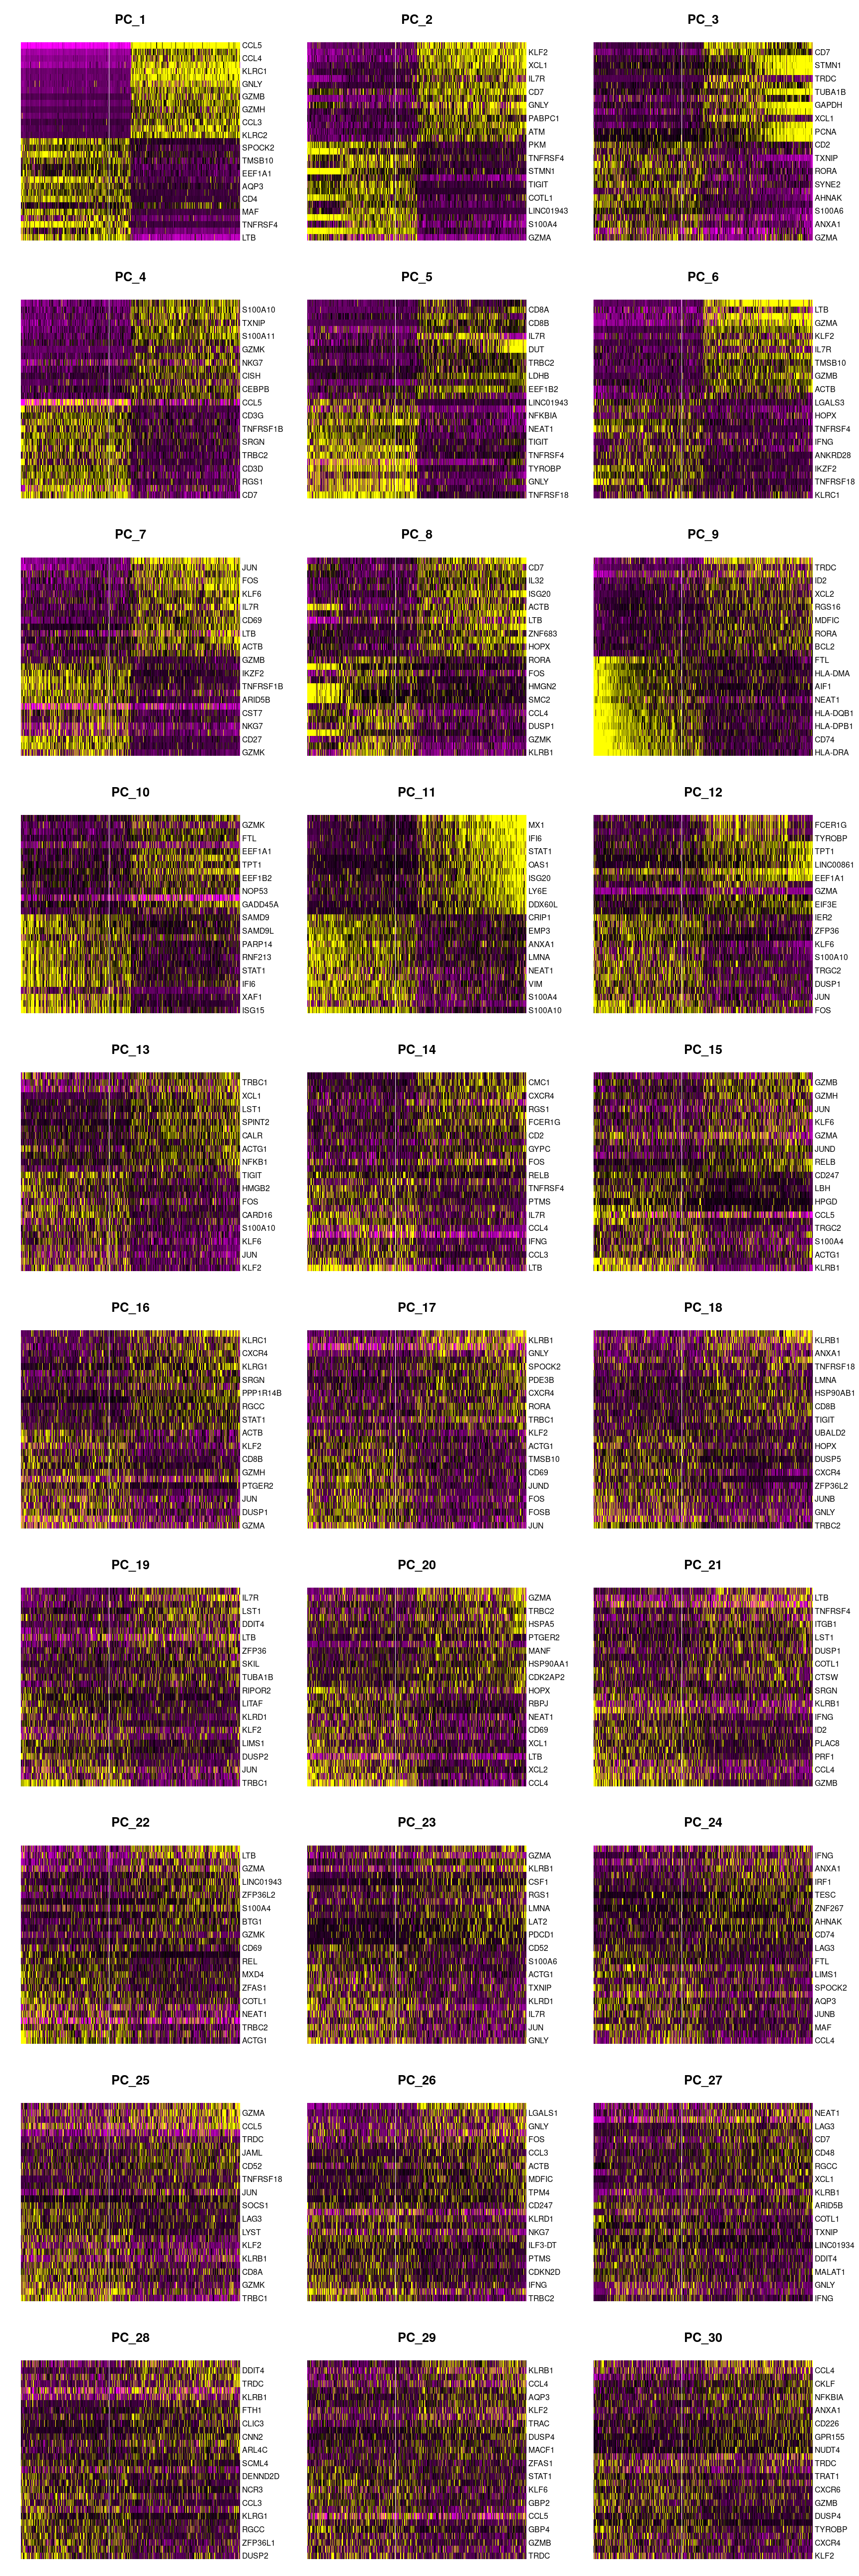 PC_1
CCL5
CCL4
KLRC1
GNLY
GZMB
GZMH
CCL3
KLRC2
SPOCK2
TMSB10
EEF1A1
AQP3
CD4
MAF
TNFRSF4
LTB
PC_2
KLF2
XCL1
IL7R
CD7
GNLY
PABPC1
ATM
PKM
TNFRSF4
STMN1
TIGIT
COTL1
LINC01943
S100A4
GZMA
PC_3
CD7
STMN1
TRDC
TUBA1B
GAPDH
XCL1
PCNA
CD2
TXNIP
RORA
SYNE2
AHNAK
S100A6
ANXA1
GZMA
PC_4
S100A10
TXNIP
S100A11
GZMK
NKG7
CISH
CEBPB
CCL5
CD3G
TNFRSF1B
SRGN
TRBC2
CD3D
RGS1
CD7
PC_5
CD8A
CD8B
IL7R
DUT
TRBC2
LDHB
EEF1B2
LINC01943
NFKBIA
NEAT1
TIGIT
TNFRSF4
TYROBP
GNLY
TNFRSF18
PC_6
LTB
GZMA
KLF2
IL7R
TMSB10
GZMB
ACTB
LGALS3
HOPX
TNFRSF4
IFNG
ANKRD28
IKZF2
TNFRSF18
KLRC1
PC_7
JUN
FOS
KLF6
IL7R
CD69
LTB
ACTB
GZMB
IKZF2
TNFRSF1B
ARID5B
CST7
NKG7
CD27
GZMK
PC_8
CD7
IL32
ISG20
ACTB
LTB
ZNF683
HOPX
RORA
FOS
HMGN2
SMC2
CCL4
DUSP1
GZMK
KLRB1
PC_9
TRDC
ID2
XCL2
RGS16
MDFIC
RORA
BCL2
FTL
HLA-DMA
AIF1
NEAT1
HLA-DQB1
HLA-DPB1
CD74
HLA-DRA
PC_10
GZMK
FTL
EEF1A1
TPT1
EEF1B2
NOP53
GADD45A
SAMD9
SAMD9L
PARP14
RNF213
STAT1
IFI6
XAF1
ISG15
PC_11
MX1
IFI6
STAT1
OAS1
ISG20
LY6E
DDX60L
CRIP1
EMP3
ANXA1
LMNA
NEAT1
VIM
S100A4
S100A10
PC_12
FCER1G
TYROBP
TPT1
LINC00861
EEF1A1
GZMA
EIF3E
IER2
ZFP36
KLF6
S100A10
TRGC2
DUSP1
JUN
FOS
PC_13
TRBC1
XCL1
LST1
SPINT2
CALR
ACTG1
NFKB1
TIGIT
HMGB2
FOS
CARD16
S100A10
KLF6
JUN
KLF2
PC_14
CMC1
CXCR4
RGS1
FCER1G
CD2
GYPC
FOS
RELB
TNFRSF4
PTMS
IL7R
CCL4
IFNG
CCL3
LTB
PC_15
GZMB
GZMH
JUN
KLF6
GZMA
JUND
RELB
CD247
LBH
HPGD
CCL5
TRGC2
S100A4
ACTG1
KLRB1
PC_16
KLRC1
CXCR4
KLRG1
SRGN
PPP1R14B
RGCC
STAT1
ACTB
KLF2
CD8B
GZMH
PTGER2
JUN
DUSP1
GZMA
PC_17
KLRB1
GNLY
SPOCK2
PDE3B
CXCR4
RORA
TRBC1
KLF2
ACTG1
TMSB10
CD69
JUND
FOS
FOSB
JUN
PC_18
KLRB1
ANXA1
TNFRSF18
LMNA
HSP90AB1
CD8B
TIGIT
UBALD2
HOPX
DUSP5
CXCR4
ZFP36L2
JUNB
GNLY
TRBC2
PC_19
IL7R
LST1
DDIT4
LTB
ZFP36
SKIL
TUBA1B
RIPOR2
LITAF
KLRD1
KLF2
LIMS1
DUSP2
JUN
TRBC1
PC_20
GZMA
TRBC2
HSPA5
PTGER2
MANF
HSP90AA1
CDK2AP2
HOPX
RBPJ
NEAT1
CD69
XCL1
LTB
XCL2
CCL4
PC_21
LTB
TNFRSF4
ITGB1
LST1
DUSP1
COTL1
CTSW
SRGN
KLRB1
IFNG
ID2
PLAC8
PRF1
CCL4
GZMB
PC_22
LTB
GZMA
LINC01943
ZFP36L2
S100A4
BTG1
GZMK
CD69
REL
MXD4
ZFAS1
COTL1
NEAT1
TRBC2
ACTG1
PC_23
GZMA
KLRB1
CSF1
RGS1
LMNA
LAT2
PDCD1
CD52
S100A6
ACTG1
TXNIP
KLRD1
IL7R
JUN
GNLY
PC_24
IFNG
ANXA1
IRF1
TESC
ZNF267
AHNAK
CD74
LAG3
FTL
LIMS1
SPOCK2
AQP3
JUNB
MAF
CCL4
PC_25
GZMA
CCL5
TRDC
JAML
CD52
TNFRSF18
JUN
SOCS1
LAG3
LYST
KLF2
KLRB1
CD8A
GZMK
TRBC1
PC_26
LGALS1
GNLY
FOS
CCL3
ACTB
MDFIC
TPM4
CD247
KLRD1
NKG7
ILF3-DT
PTMS
CDKN2D
IFNG
TRBC2
PC_27
NEAT1
LAG3
CD7
CD48
RGCC
XCL1
KLRB1
ARID5B
COTL1
TXNIP
LINC01934
DDIT4
MALAT1
GNLY
IFNG
PC_28
DDIT4
TRDC
KLRB1
FTH1
CLIC3
CNN2
ARL4C
SCML4
DENND2D
NCR3
CCL3
KLRG1
RGCC
ZFP36L1
DUSP2
PC_29
KLRB1
CCL4
AQP3
KLF2
TRAC
DUSP4
MACF1
ZFAS1
STAT1
KLF6
GBP2
CCL5
GBP4
GZMB
TRDC
PC_30
CCL4
CKLF
NFKBIA
ANXA1
CD226
GPR155
NUDT4
TRDC
TRAT1
CXCR6
GZMB
DUSP4
TYROBP
CXCR4
KLF2